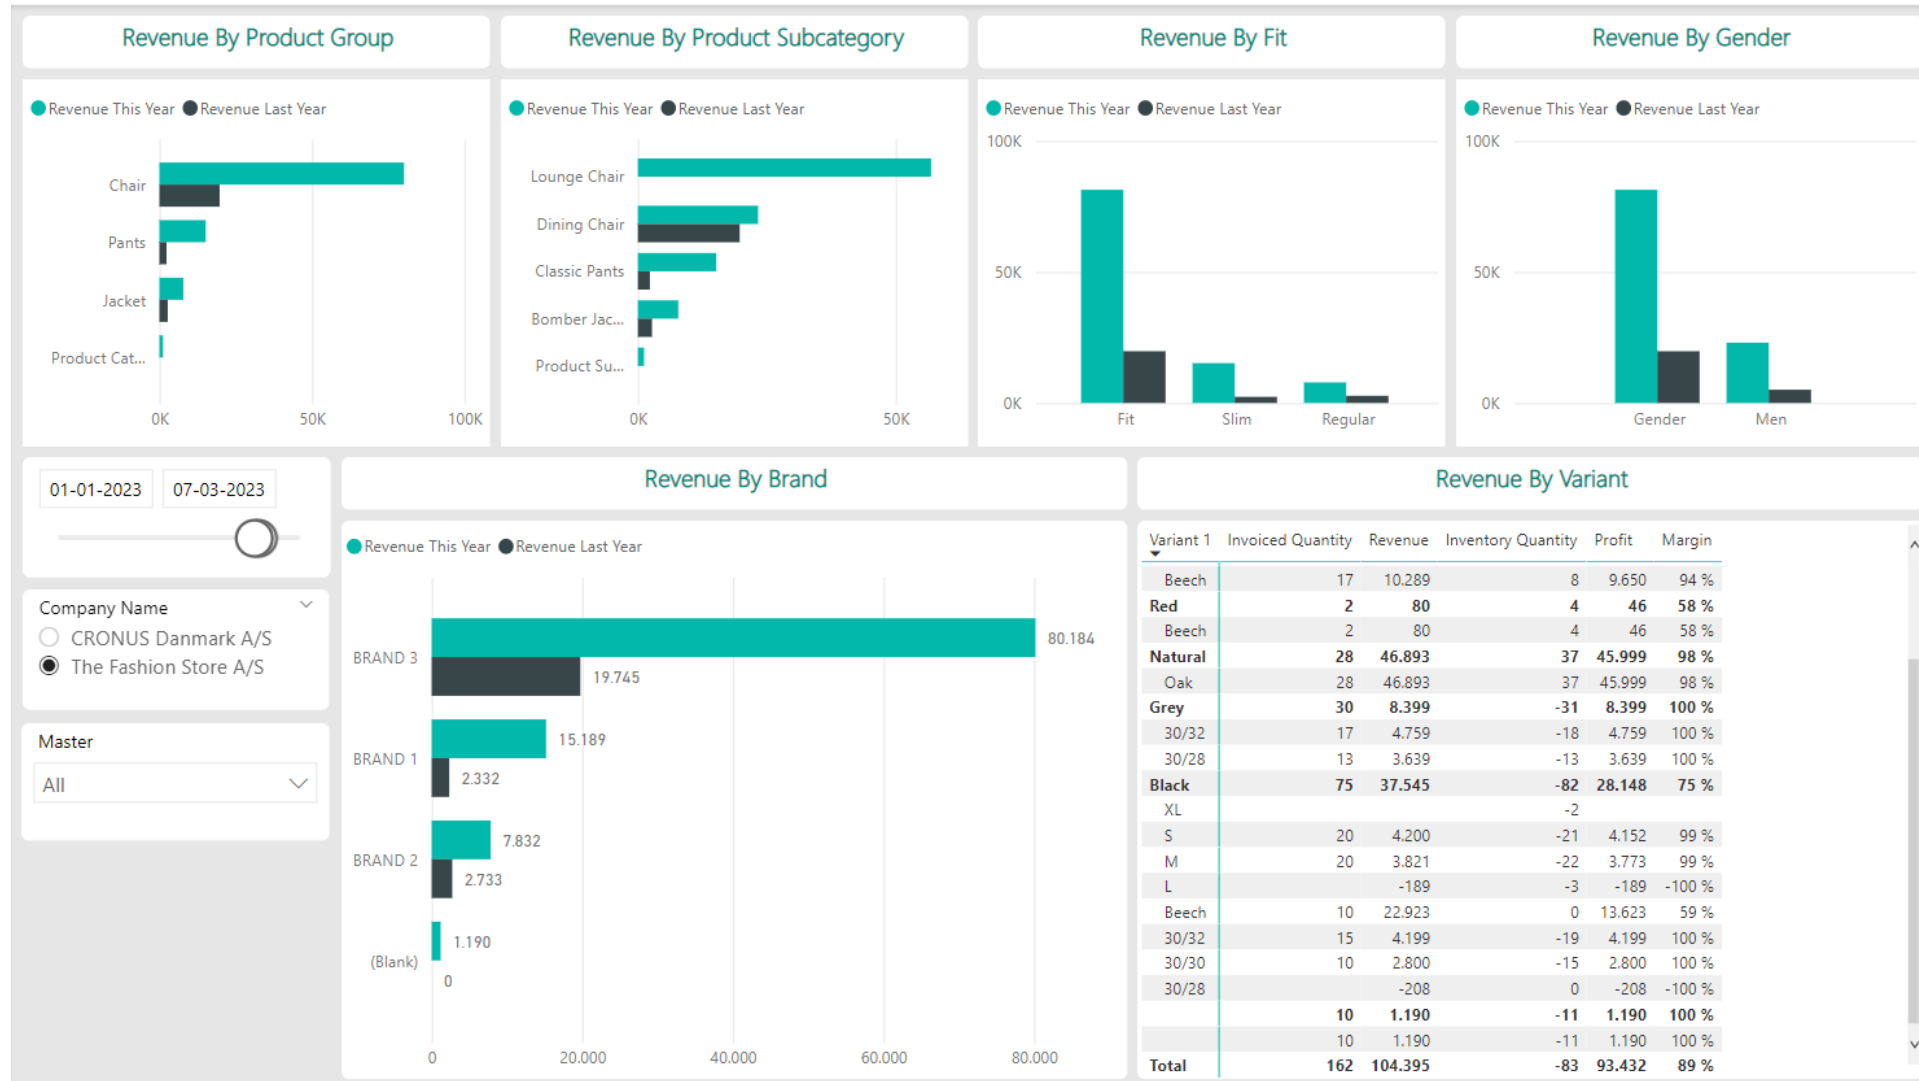 Revenue By Product Group
Revenue By Product Subcategory
Revenue By Fit
Revenue By Gender
Revenue This Year Revenue Last Year
Chair
Pants
Jacket
Product Cat...
0K 50K 100K
Revenue This Year Revenue Last Year
Lounge Chair
Dining Chair
Classic Pants
Bomber Jac...
Product Su...
0K 50K
Revenue This Year Revenue Last Year
100K
50K
0K
Fit Slim Regular
Revenue This Year Revenue Last Year
100K
50K
0K
Gender Men
01-01-2023 07-03-2023
Company Name
CRONUS Danmark A/S
The Fashion Store A/S
Master
All
Revenue By Brand
Revenue This Year Revenue Last Year
BRAND 3 80.184
19.745
BRAND 1 15.189
2.332
BRAND 2 7.832
2.733
(Blank) 1.190
0
0 20.000 40.000 60.000 80.000
Revenue By Variant
Variant 1 Invoiced Quantity Revenue Inventory Quantity Profit Margin
Beech 17 10.289 8 9.650 94 %
Red 2 80 4 46 58 %
Beech 2 80 4 46 58 %
Natural 28 46.893 37 45.999 98 %
Oak 28 46.893 37 45.999 98 %
Grey 30 8.399 -31 8.399 100 %
30/32 17 4.759 -18 4.759 100 %
30/28 13 3.639 -13 3.639 100 %
Black 75 37.545 -82 28.148 75 %
XL -2
S 20 4.200 -21 4.152 99 %
M 20 3.821 -22 3.773 99 %
L -189 -3 -189 -100 %
Beech 10 22.923 0 13.623 59 %
30/32 15 4.199 -19 4.199 100 %
30/30 10 2.800 -15 2.800 100 %
30/28 -208 0 -208 -100 %
10 1.190 -11 1.190 100 %
10 1.190 -11 1.190 100 %
Total 162 104.395 -83 93.432 89 %